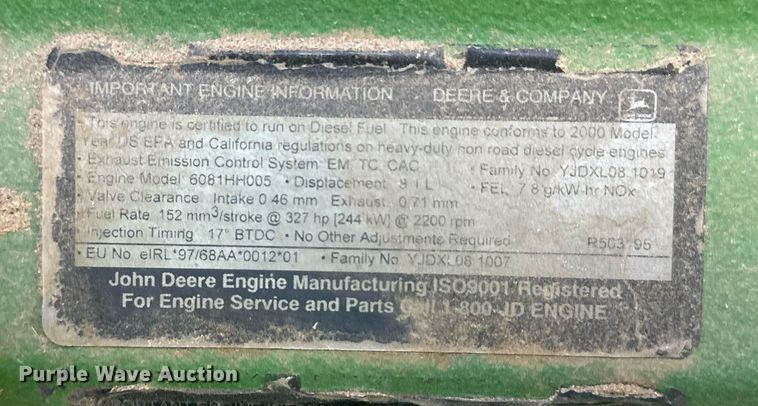 IMPORTANT ENGINE INFORMATION DEERE & COMPANY
This engine is certified to run on Diesel Fuel This engine conforms to 2000 Model
Year US EPA and California regulations on heavy-duty non road diesel cycle engines
• Exhaust Emission Control System EM TC CAC • Family No YJDXL08 1019
• Engine Model 6081HH005 • Displacement L • FEL 7 8 g/kW-hr NOx
• Valve Clearance Intake 0 46 mm Exhaust 0 71 mm
Fuel Rate 152 mm³/stroke @ 327 hp [244 kW] @ 2200 rpm
Injection Timing 17° BTDC • No Other Adjustments Required
• EU No eIRL*97/68AA*0012*01 • Family No YJDXL08 1007
John Deere Engine Manufacturing ISO9001 Registered
For Engine Service and Parts Call 1-800-JD ENGINE
Purple Wave Auction